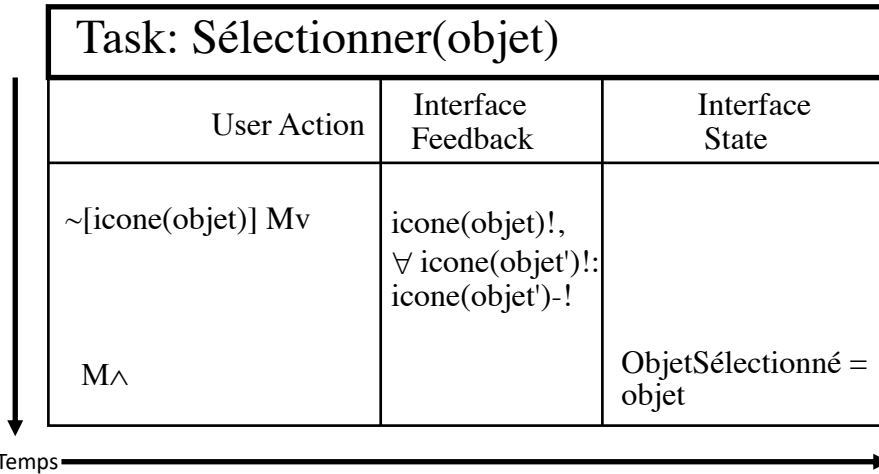 Task: Sélectionner(objet)
User Action
Interface
Feedback
Interface
State
~[icone(objet)] Mv
icone(objet)!,
∀ icone(objet')!:
icone(objet')-!
M∧
ObjetSélectionné =
objet
Temps